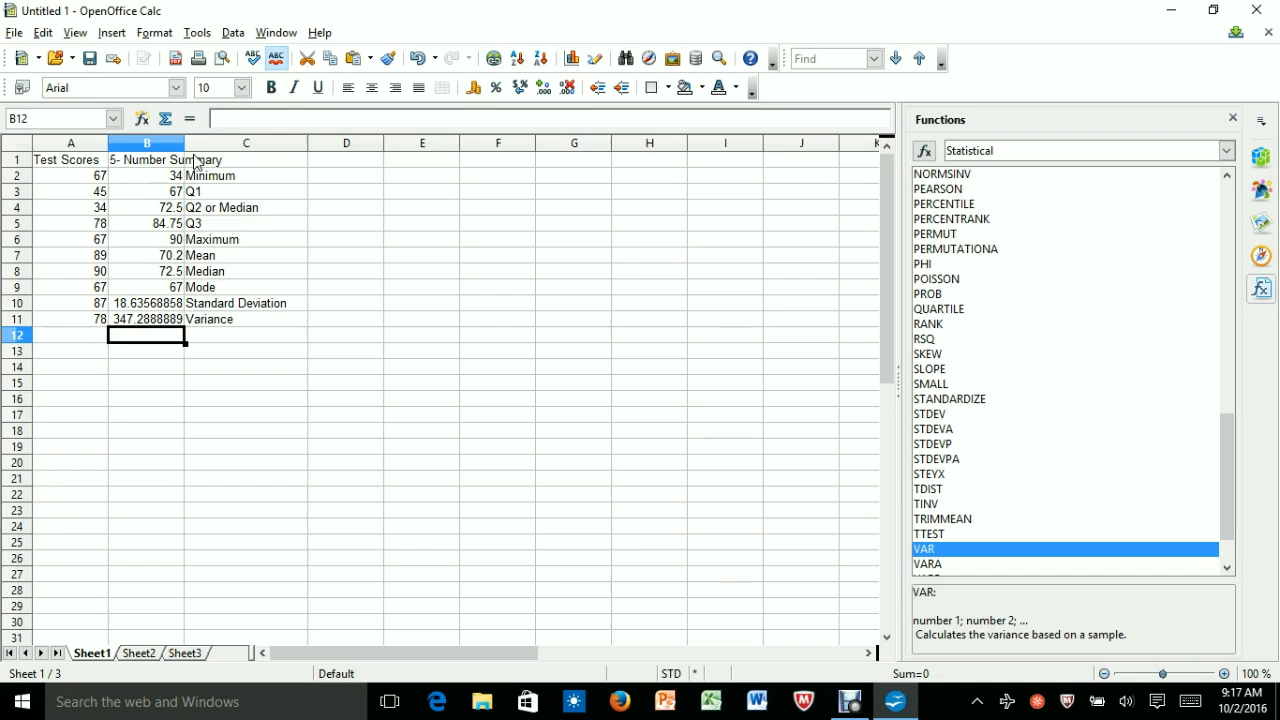 Untitled 1 - OpenOffice Calc
File Edit View Insert Format Tools Data Window Help
ABC ABC Find
Arial 10 B I U
B12
A B C D E F G H I J K
1 Test Scores 5- Number Summary
2 67 34 Minimum
3 45 67 Q1
4 34 72.5 Q2 or Median
5 78 84.75 Q3
6 67 90 Maximum
7 89 70.2 Mean
8 90 72.5 Median
9 67 67 Mode
10 87 18.63568858 Standard Deviation
11 78 347.2888889 Variance
12
13
14
15
16
17
18
19
20
21
22
23
24
25
26
27
28
29
30
31
Sheet1 Sheet2 Sheet3
Sheet 1 / 3 Default STD * Sum=0 100 %
Functions
Statistical
NORMSINV
PEARSON
PERCENTILE
PERCENTRANK
PERMUT
PERMUTATIONA
PHI
POISSON
PROB
QUARTILE
RANK
RSQ
SKEW
SLOPE
SMALL
STANDARDIZE
STDEV
STDEVA
STDEVP
STDEVPA
STEYX
TDIST
TINV
TRIMMEAN
TTEST
VAR
VARA
VAR:
number 1; number 2; ...
Calculates the variance based on a sample.
Search the web and Windows
9:17 AM
10/2/2016